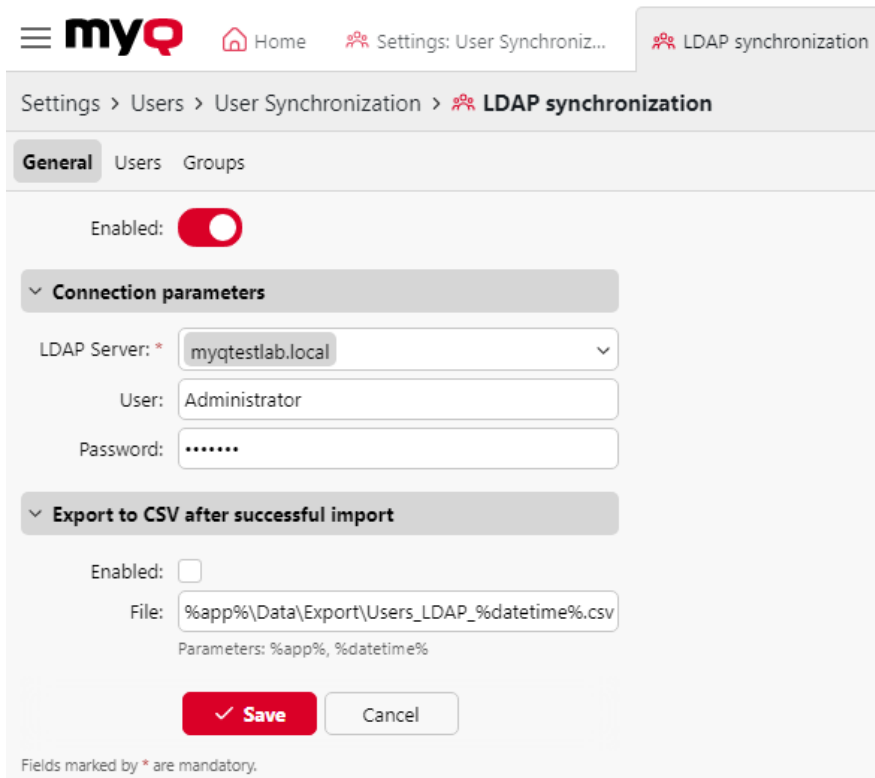 myQ Home Settings: User Synchroniz... LDAP synchronization
Settings > Users > User Synchronization > LDAP synchronization
General Users Groups
Enabled:
Connection parameters
LDAP Server: * myqtestlab.local
User: Administrator
Password: •••••••
Export to CSV after successful import
Enabled:
File: %app%\Data\Export\Users_LDAP_%datetime%.csv
Parameters: %app%, %datetime%
Save Cancel
Fields marked by * are mandatory.